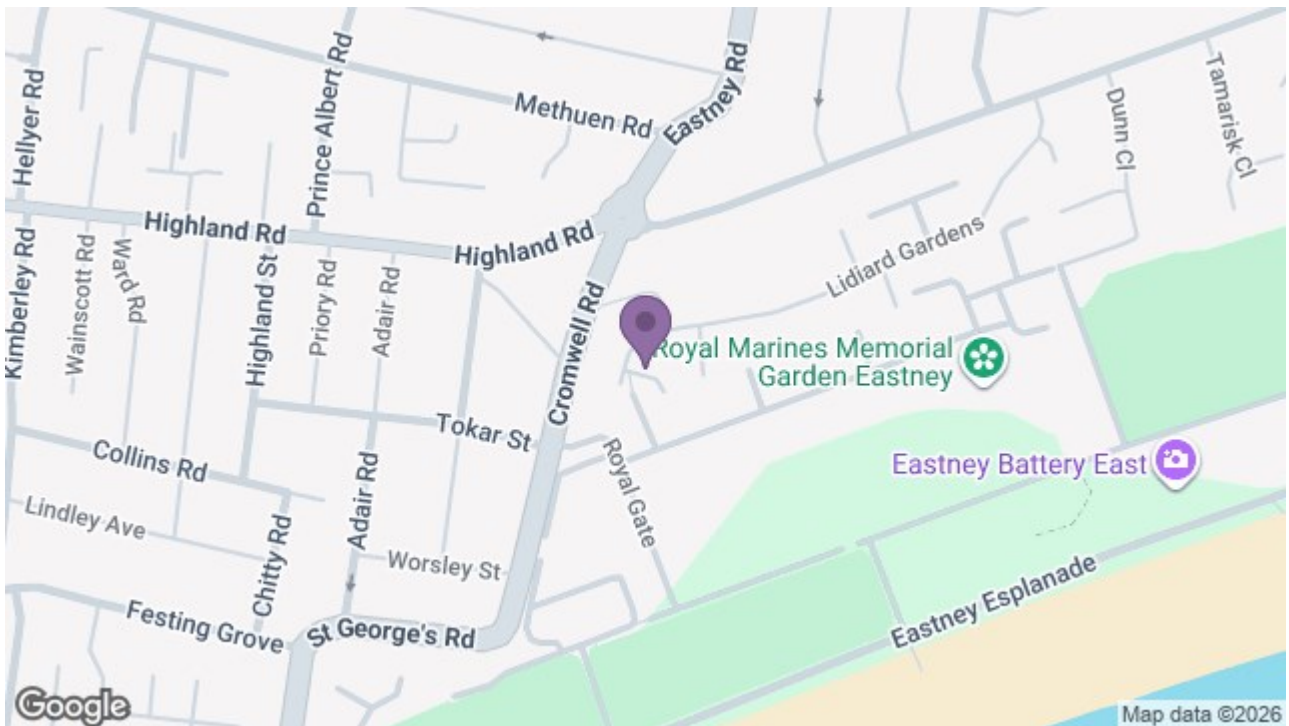 Hellyer Rd
Prince Albert Rd
Methuen Rd
Eastney Rd
Dunn Cl
Tamarisk Cl
Highland Rd
Highland Rd
Kimberley Rd
Wainscott Rd
Ward Rd
Highland St
Priory Rd
Adair Rd
Cromwell Rd
Lidiard Gardens
Royal Marines Memorial
Garden Eastney
Tokar St
Collins Rd
Royal Gate
Eastney Battery East
Lindley Ave
Chitty Rd
Adair Rd
Worsley St
Festing Grove
St George's Rd
Eastney Esplanade
Google
Map data ©2026